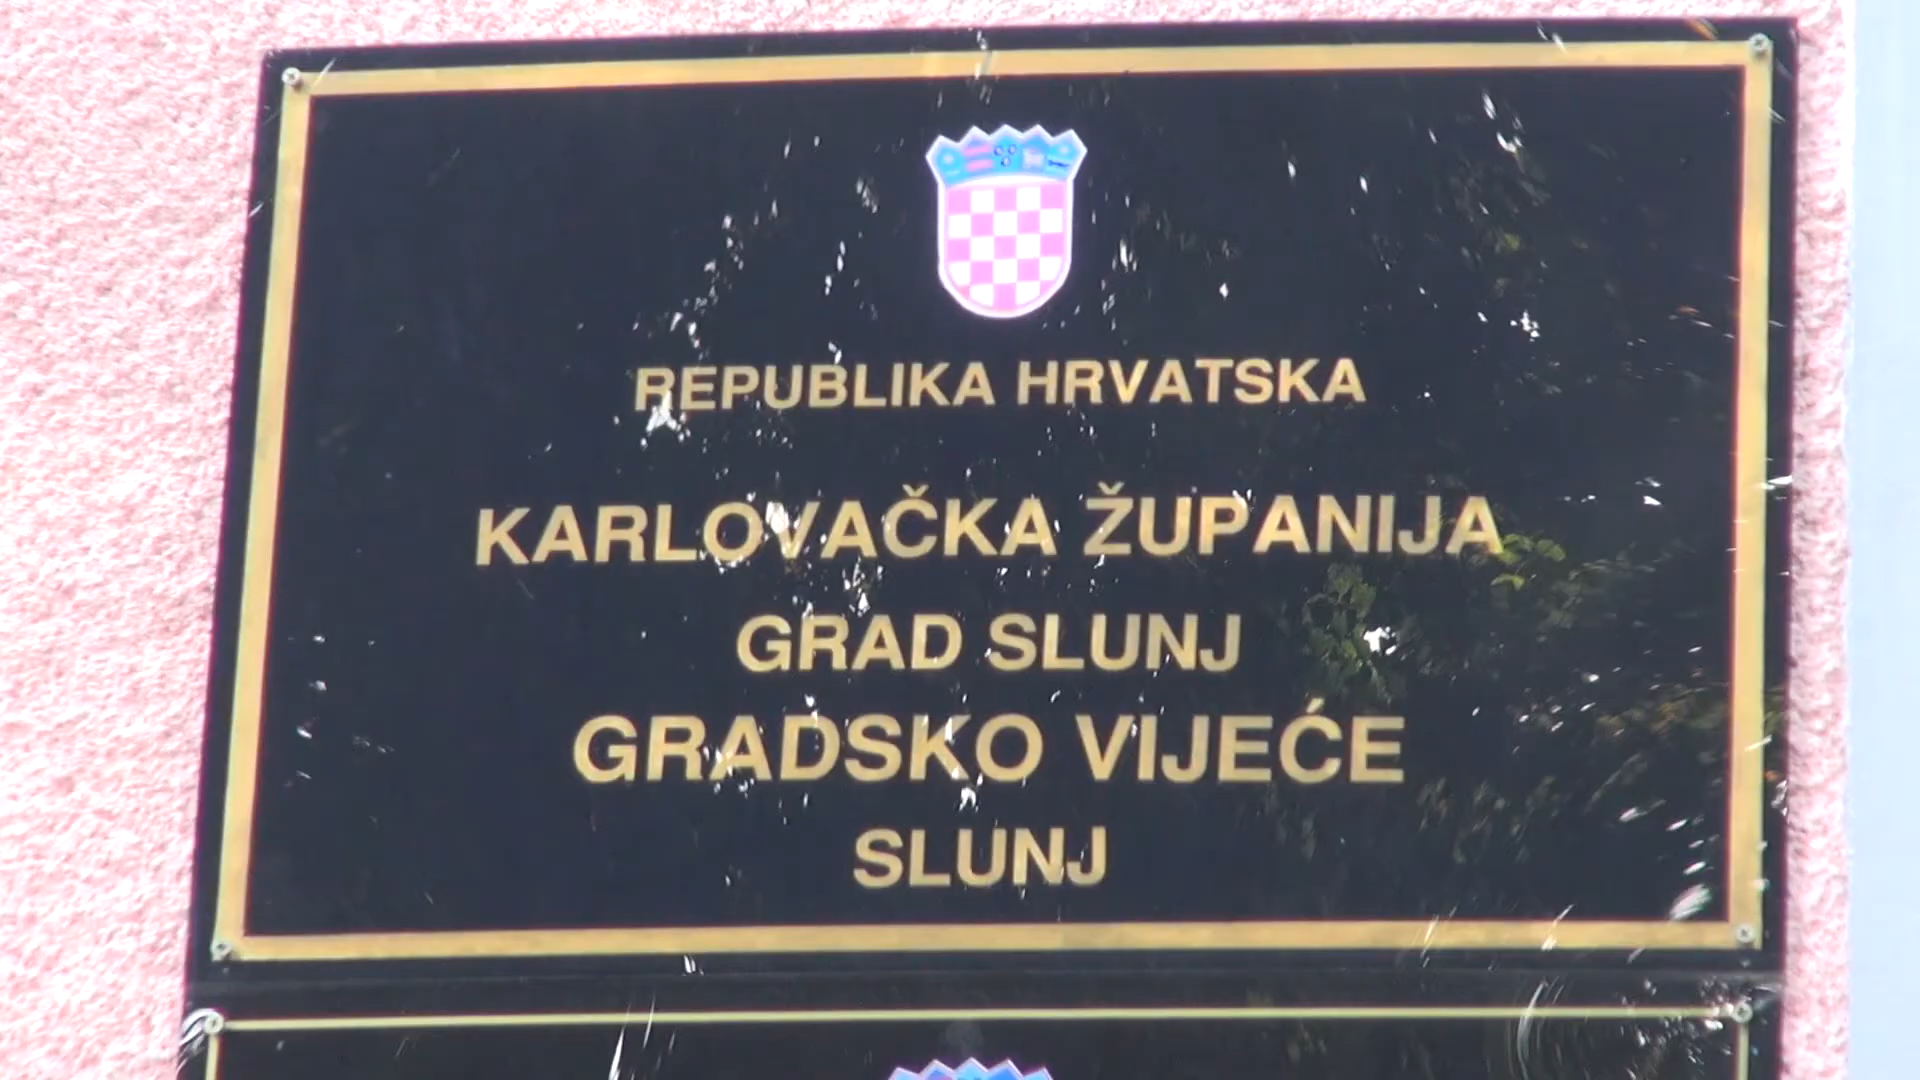 REPUBLIKA HRVATSKA
KARLOVAČKA ŽUPANIJA
GRAD SLUNJ
GRADSKO VIJEĆE
SLUNJ